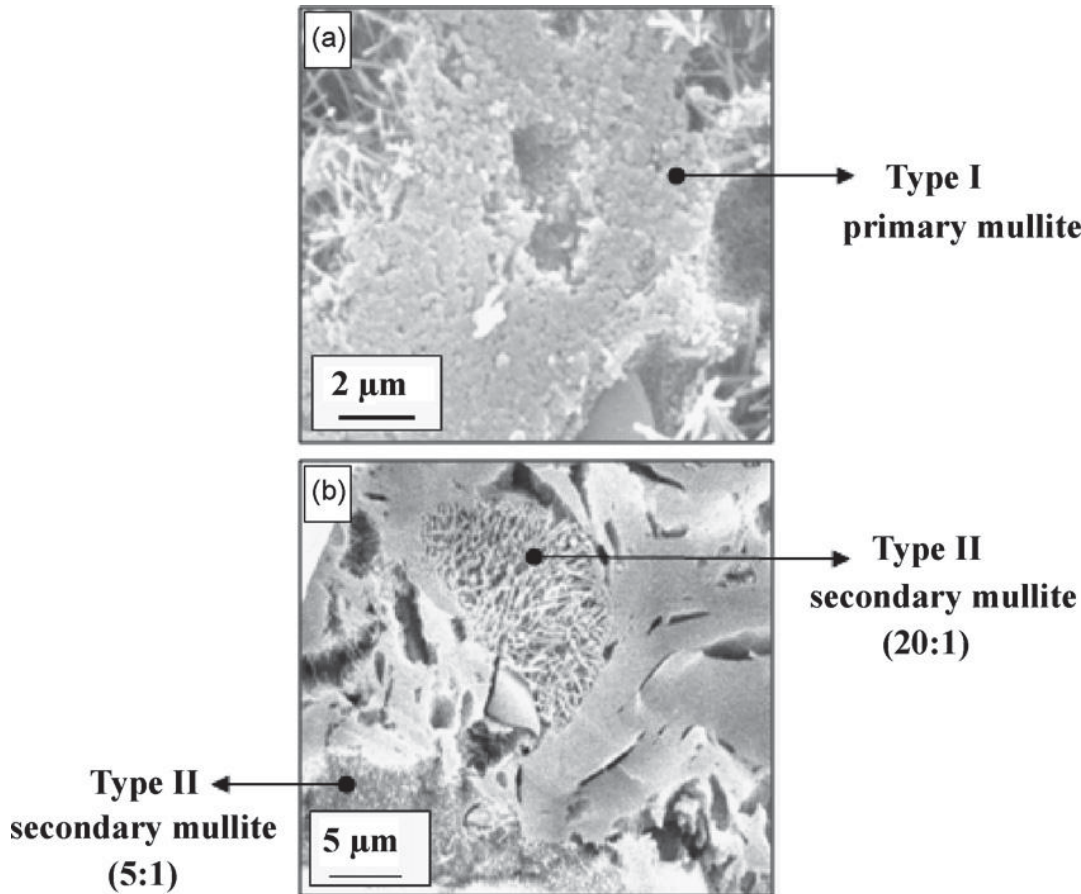 (a)
Type I
primary mullite
2 μm
(b)
Type II
secondary mullite
(20:1)
Type II
secondary mullite
(5:1)
5 μm